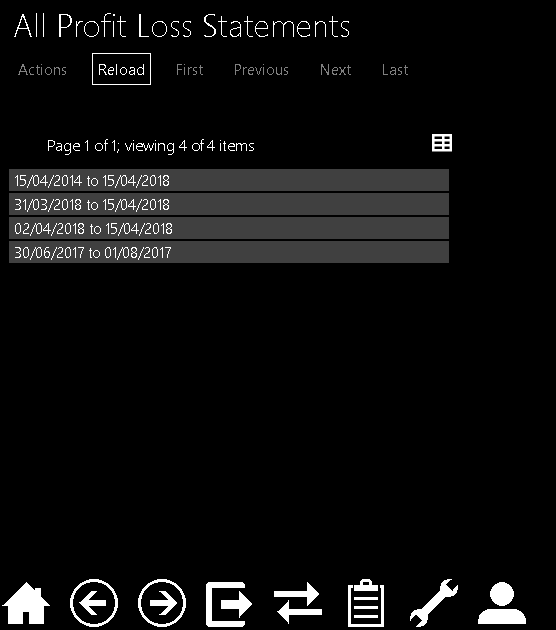 All Profit Loss Statements
Actions Reload First Previous Next Last
Page 1 of 1; viewing 4 of 4 items
15/04/2014 to 15/04/2018
31/03/2018 to 15/04/2018
02/04/2018 to 15/04/2018
30/06/2017 to 01/08/2017